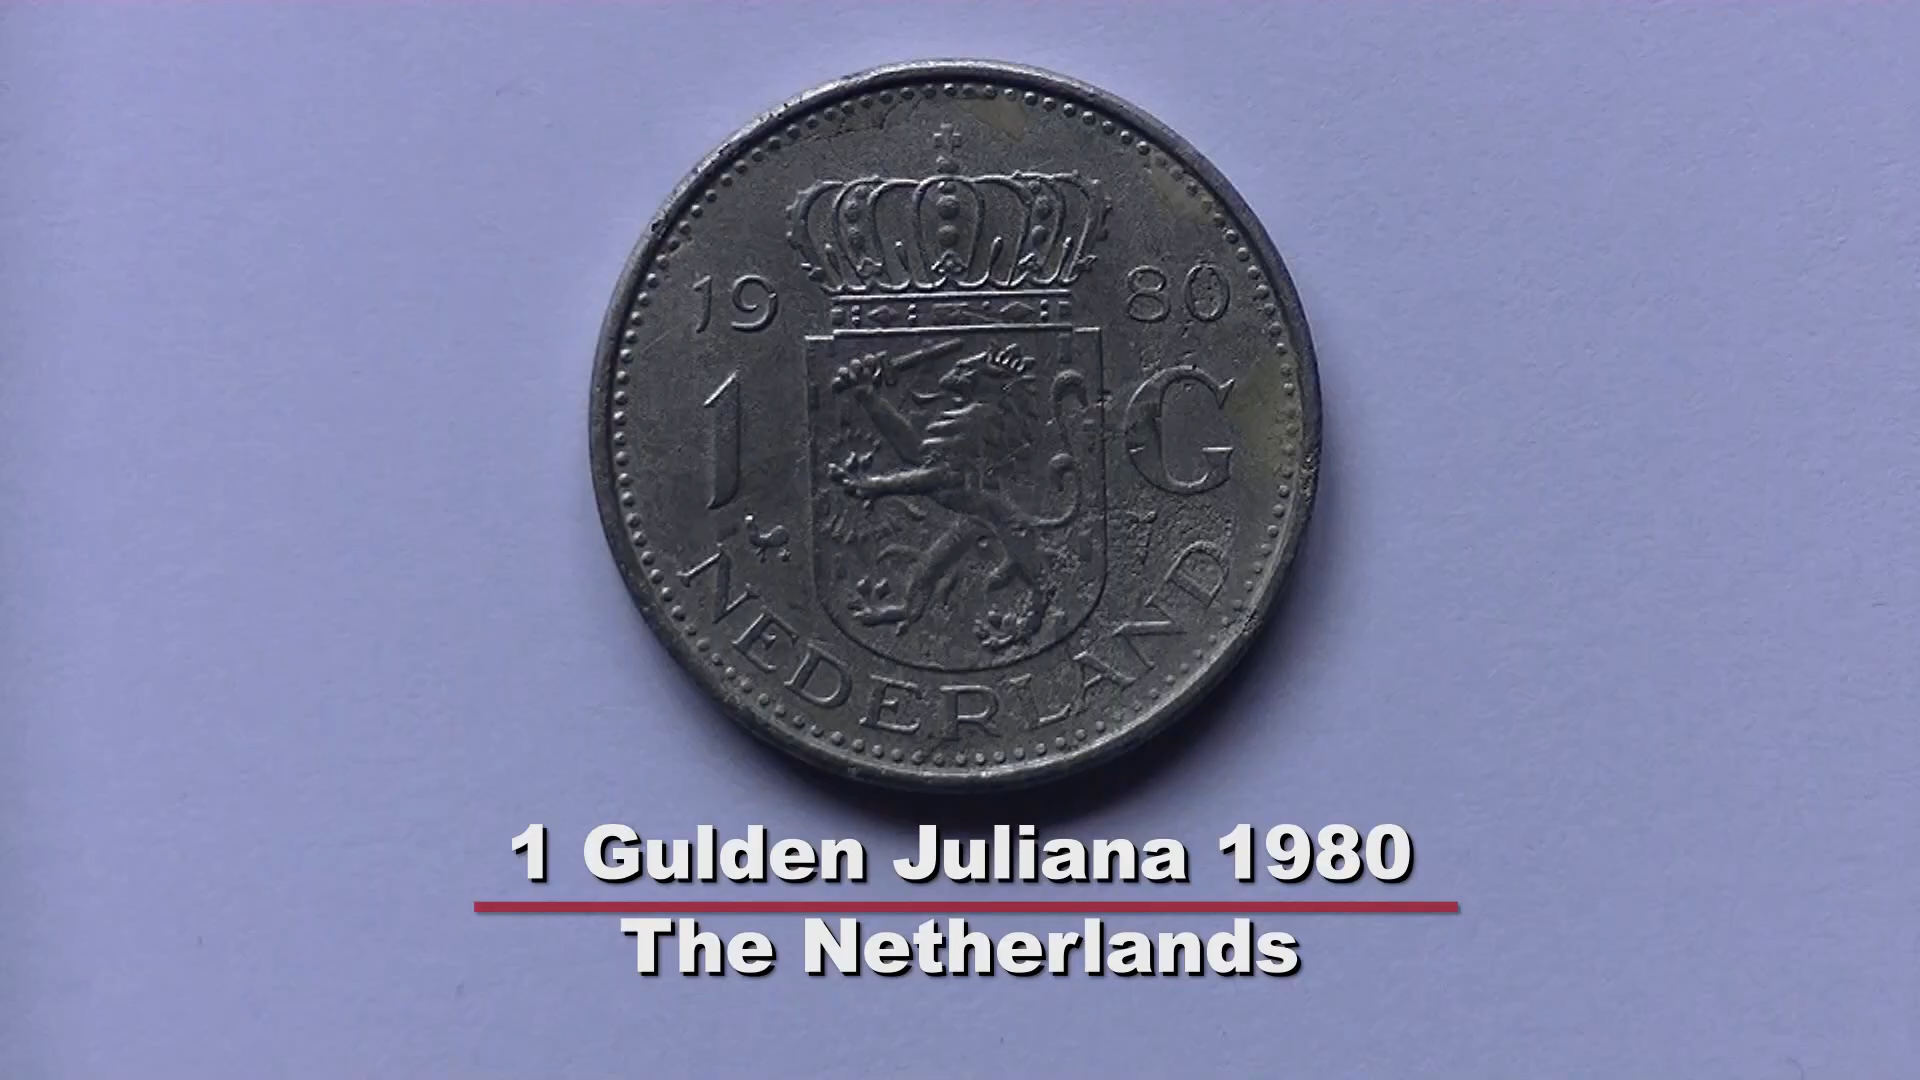 19 80
1 G
NEDERLAND
1 Gulden Juliana 1980
The Netherlands